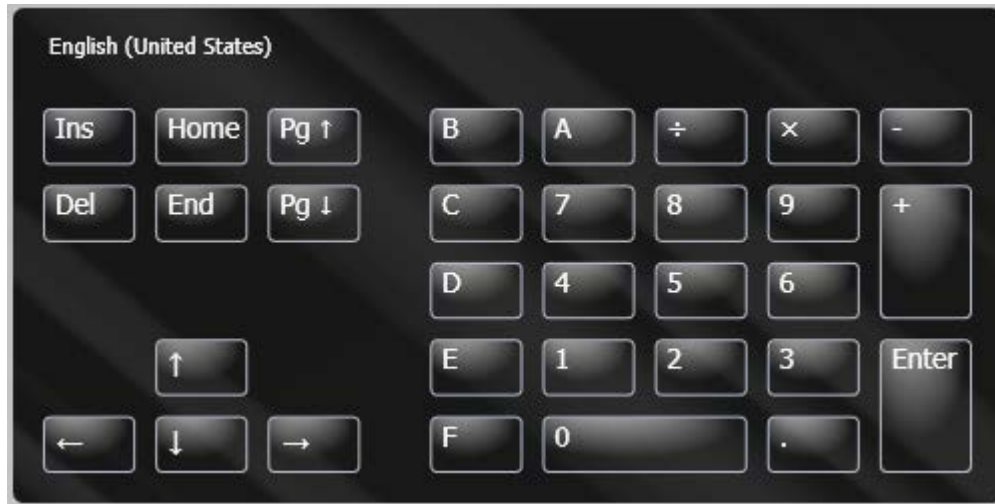 English (United States)
Ins Home Pg ↑ B A ÷ × -
Del End Pg ↓ C 7 8 9 +
D 4 5 6
↑ E 1 2 3 Enter
← ↓ → F 0 .